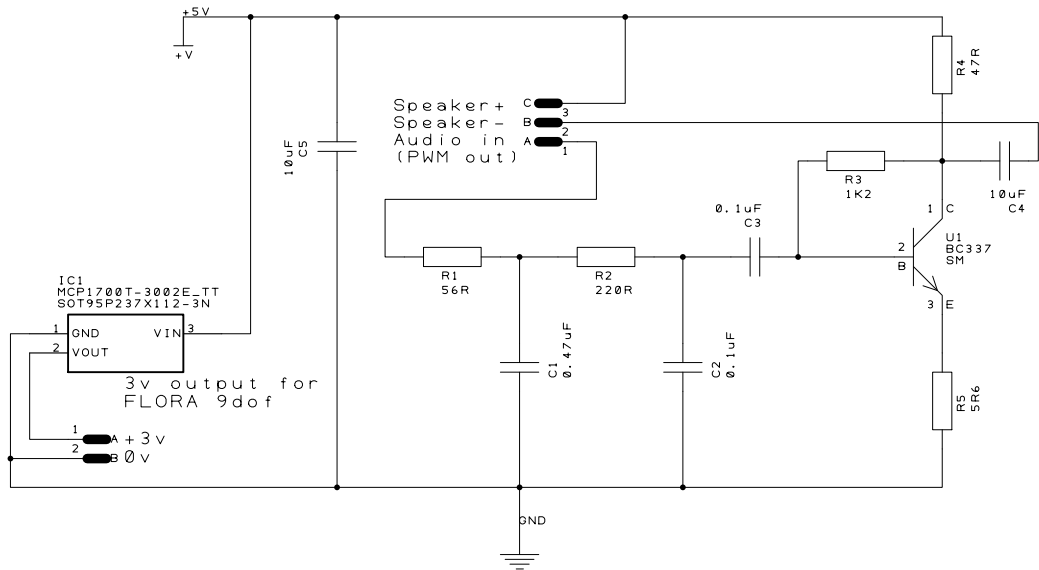 +5V
+V
Speaker+ C 3
Speaker- B 2
Audio in A 1
(PWM out)
10uF
C5
R4
47R
R3
1K2
10uF
C4
0.1uF
C3
1 C
2
B
U1
BC337
SM
3 E
R1
56R
R2
220R
IC1
MCP1700T-3002E_TT
SOT95P237X112-3N
1 GND VIN 3
2 VOUT
3v output for
FLORA 9dof
C1
0.47uF
C2
0.1uF
R5
5R6
1 A +3v
2 B 0v
GND